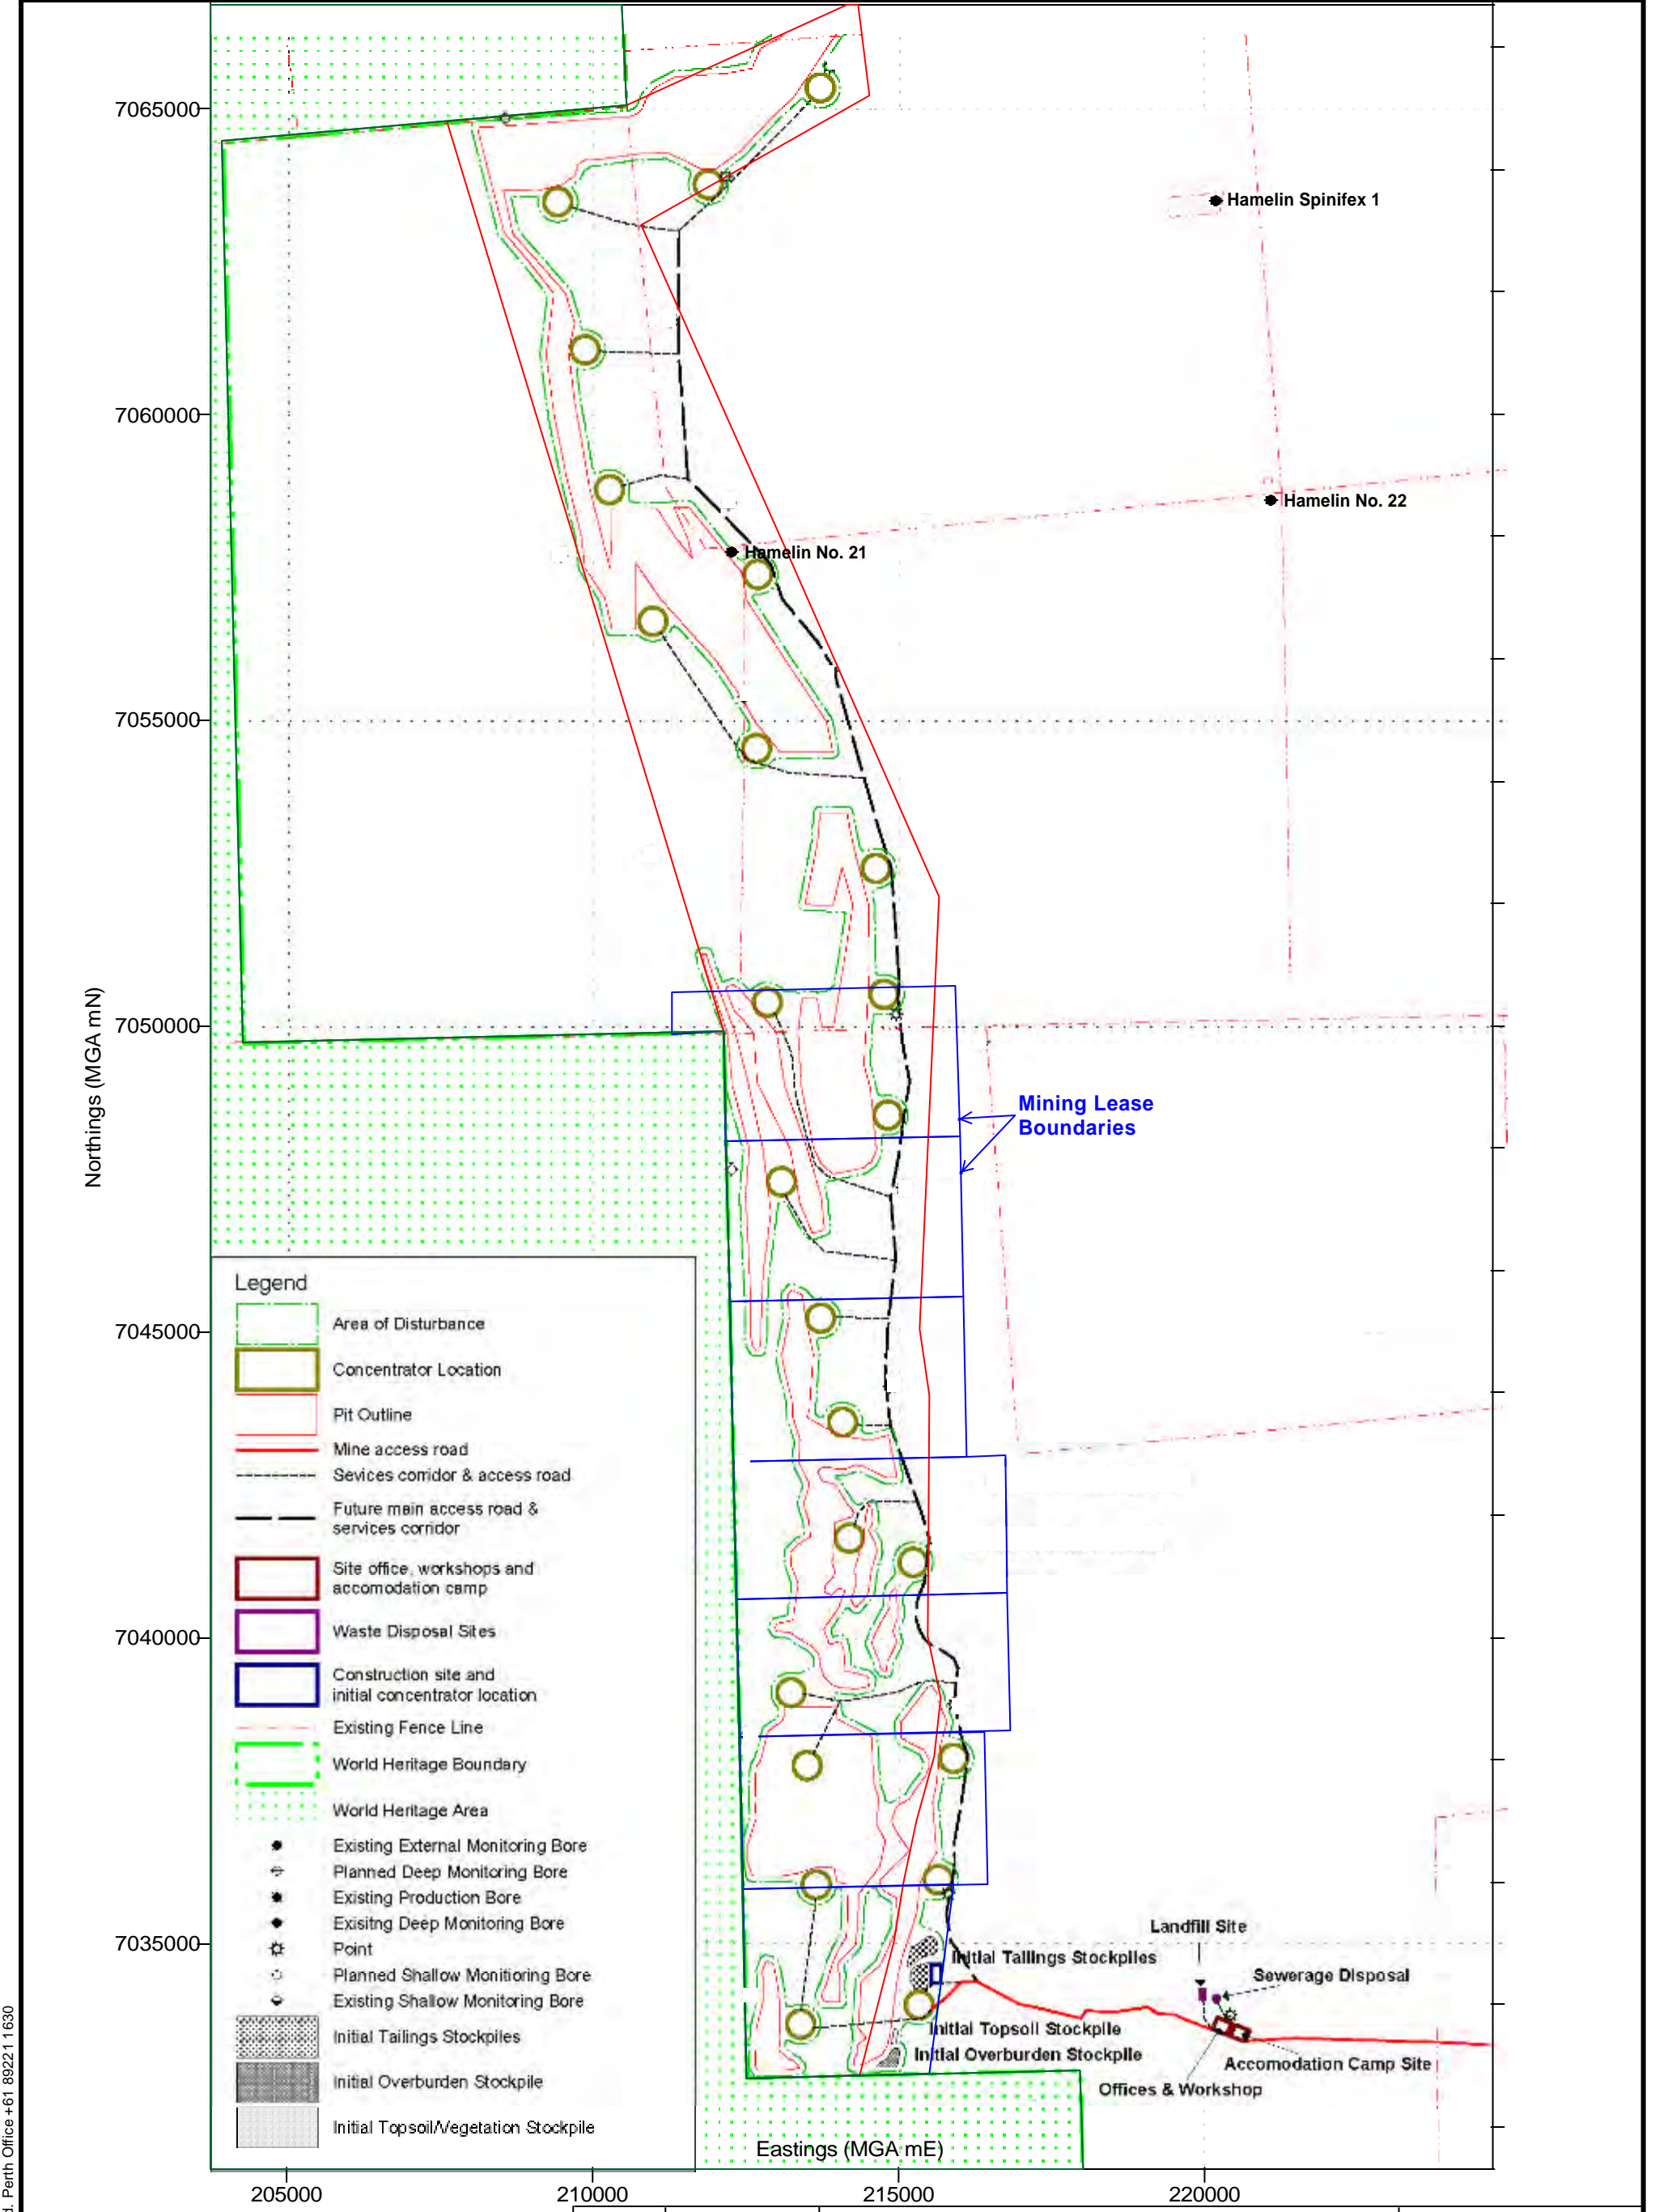 7065000
Hamelin Spinifex 1
7060000
Hamelin No. 22
Hamelin No. 21
7055000
7050000
Northings (MGA mN)
Mining Lease
Boundaries
Legend
Area of Disturbance
7045000
Concentrator Location
Pit Outline
Mine access road
Sevices corridor & access road
Future main access road &
services corridor
Site office, workshops and
accomodation camp
7040000
Waste Disposal Sites
Construction site and
initial concentrator location
Existing Fence Line
World Heritage Boundary
World Heritage Area
Existing External Monitoring Bore
Planned Deep Monitoring Bore
Existing Production Bore
Exisitng Deep Monitoring Bore
7035000
Point
Planned Shallow Monitioring Bore
Existing Shallow Monitoring Bore
Initial Tailings Stockpiles
Initial Overburden Stockpile
Initial Topsoil/Vegetation Stockpile
Landfill Site
Initial Tailings Stockpiles
Sewerage Disposal
Initial Topsoil Stockpile
Initial Overburden Stockpile
Accomodation Camp Site
Offices & Workshop
Eastings (MGA mE)
205000
210000
215000
220000
d. Perth Office +61 89221 1630